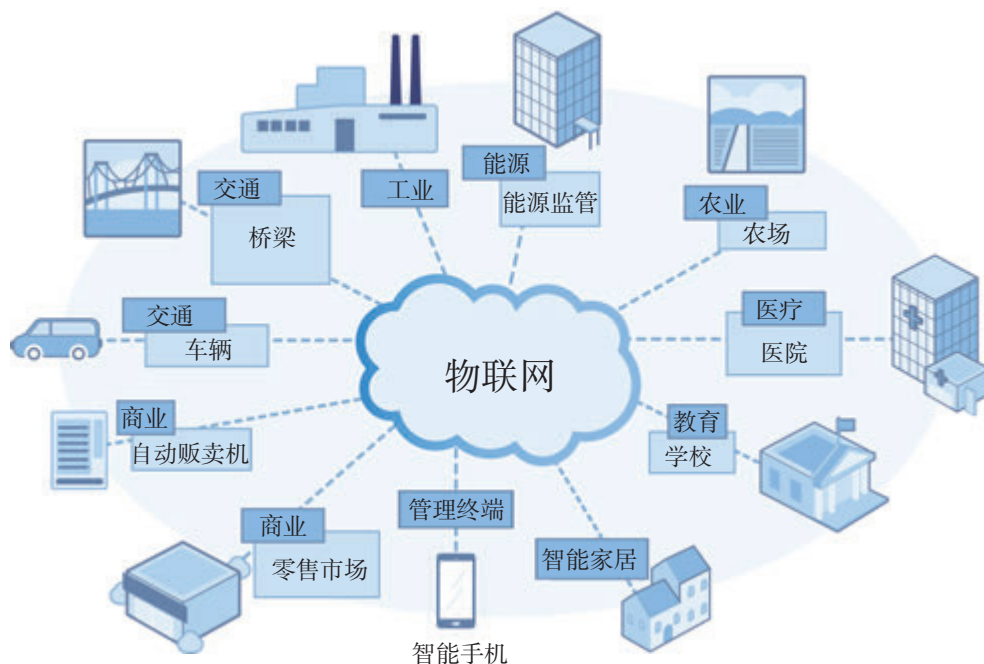 能源
交通
工业
能源监管
农业
桥梁
农场
交通
医疗
车辆
医院
物联网
商业
教育
自动贩卖机
学校
管理终端
商业
智能家居
零售市场
智能手机